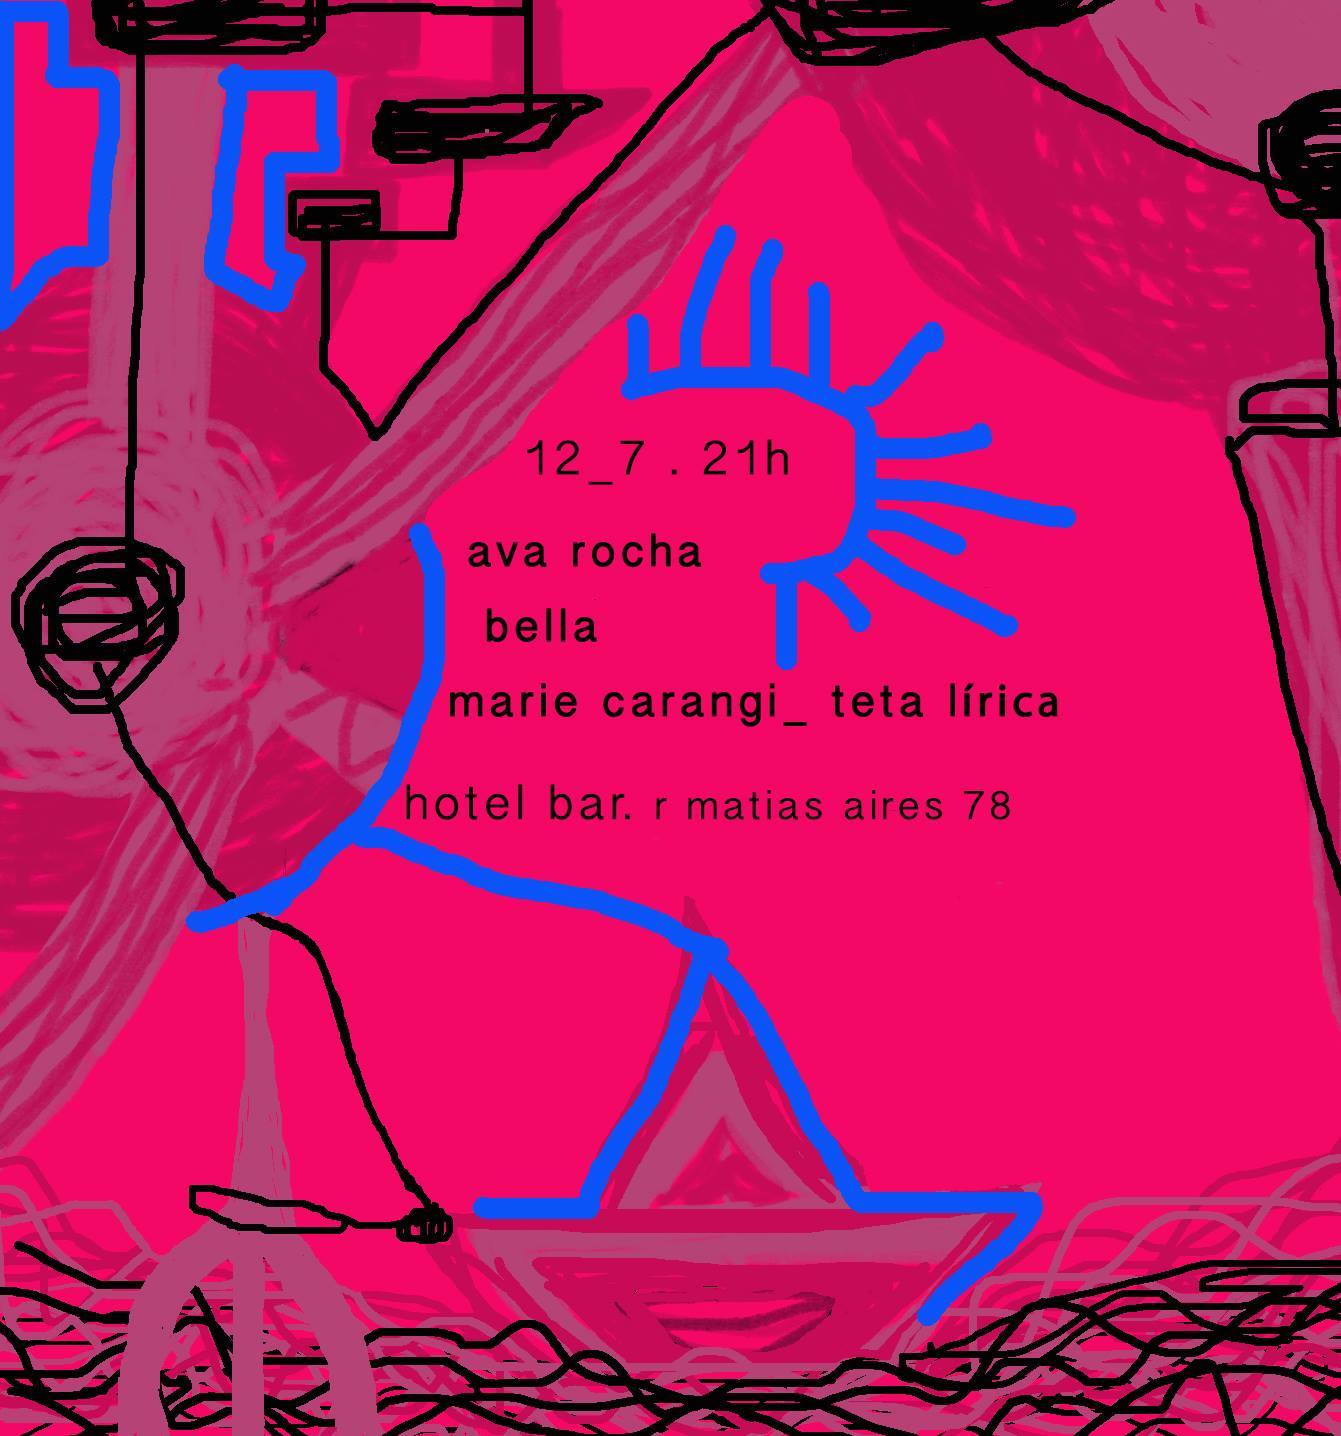 12_7 . 21h
ava rocha
bella
marie carangi_ teta lírica
hotel bar. r matias aires 78